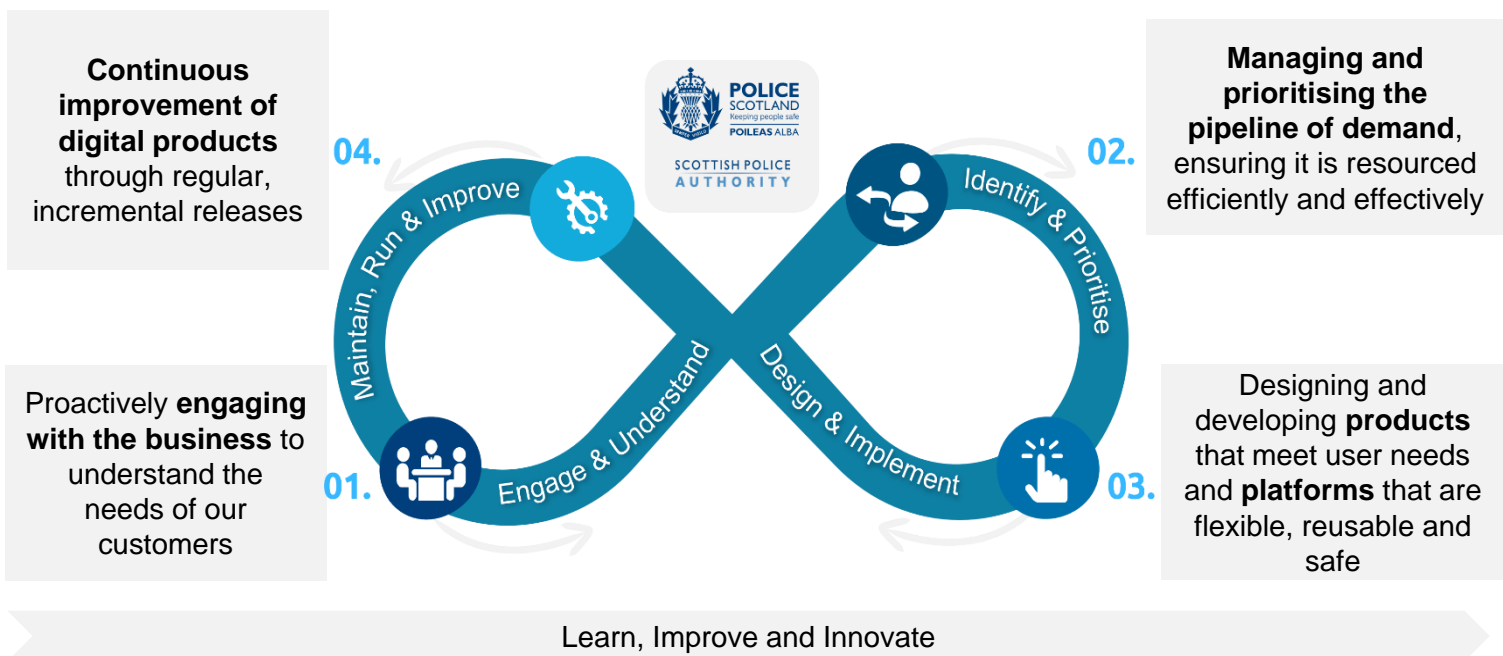 Continuous
improvement of
digital products
through regular,
incremental releases
04.
Maintain, Run & Improve
POLICE
SCOTLAND
Keeping people safe
POILEAS ALBA
SCOTTISH POLICE
AUTHORITY
Identify & Prioritise
02.
Managing and
prioritising the
pipeline of demand,
ensuring it is resourced
efficiently and effectively
Proactively engaging
with the business to
understand the
needs of our
customers
01.
Engage & Understand
Design & Implement
03.
Designing and
developing products
that meet user needs
and platforms that are
flexible, reusable and
safe
Learn, Improve and Innovate